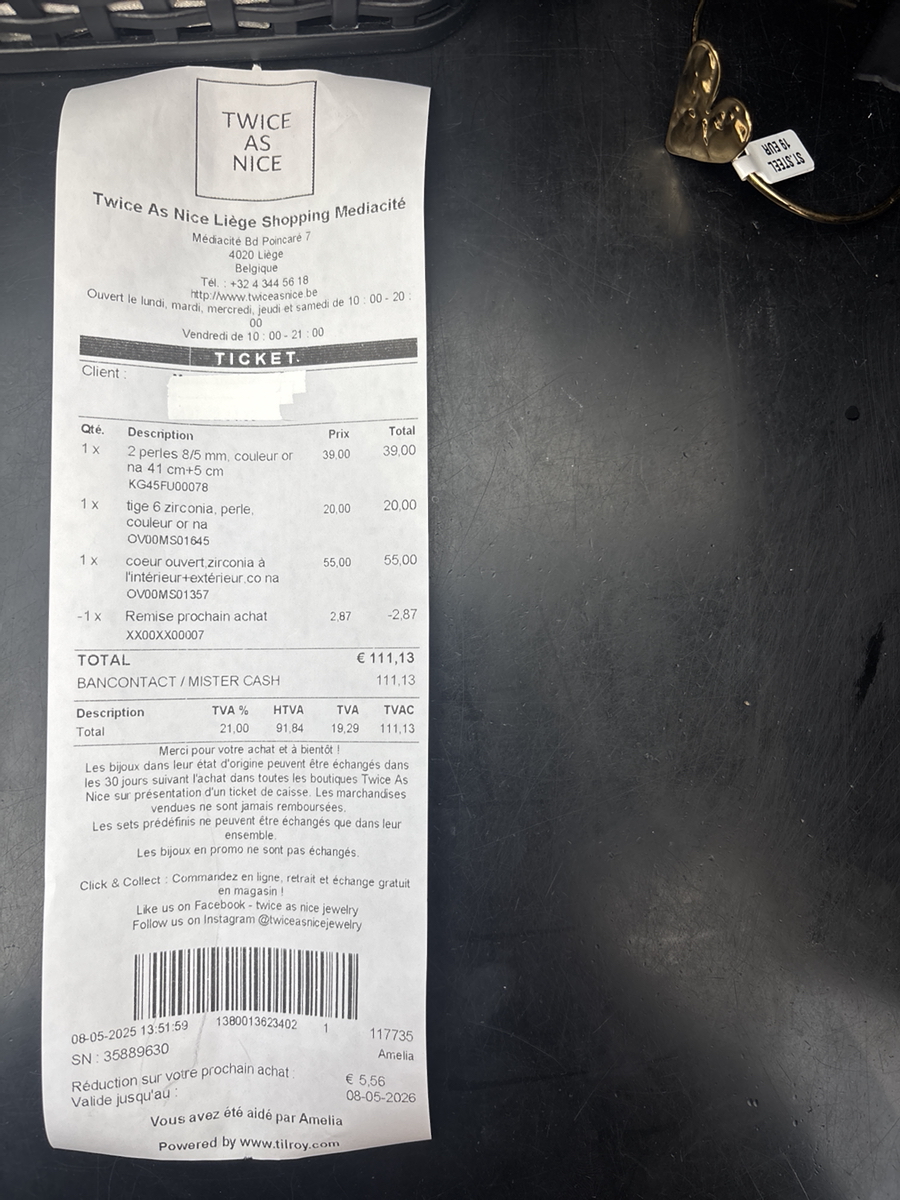 TWICE
AS
NICE
Twice As Nice Liège Shopping Mediacité
Médiacité Bd Poincaré 7
4020 Liège
Belgique
Tél. : +32 4 344 56 18
http://www.twiceasnice.be
Ouvert le lundi, mardi, mercredi, jeudi et samedi de 10 : 00 - 20 :
00
Vendredi de 10 : 00 - 21 : 00
TICKET.
Client :
Qté. Description Prix Total
1 x 2 perles 8/5 mm, couleur or 39,00 39,00
na 41 cm+5 cm
KG45FU00078
1 x tige 6 zirconia, perle, 20,00 20,00
couleur or na
OV00MS01645
1 x coeur ouvert,zirconia à 55,00 55,00
l'intérieur+extérieur,co na
OV00MS01357
-1 x Remise prochain achat 2,87 -2,87
XX00XX00007
TOTAL € 111,13
BANCONTACT / MISTER CASH 111,13
Description TVA % HTVA TVA TVAC
Total 21,00 91,84 19,29 111,13
Merci pour votre achat et à bientôt !
Les bijoux dans leur état d'origine peuvent être échangés dans
les 30 jours suivant l'achat dans toutes les boutiques Twice As
Nice sur présentation d'un ticket de caisse. Les marchandises
vendues ne sont jamais remboursées.
Les sets prédéfinis ne peuvent être échangés que dans leur
ensemble.
Les bijoux en promo ne sont pas échangés.
Click & Collect : Commandez en ligne, retrait et échange gratuit
en magasin !
Like us on Facebook - twice as nice jewelry
Follow us on Instagram @twiceasnicejewelry
08-05-2025 13:51:59 1380013623402 1 117735
SN : 35889630 Amelia
Réduction sur votre prochain achat : € 5,56
Valide jusqu'au : 08-05-2026
Vous avez été aidé par Amelia
Powered by www.tilroy.com
ST.STEEL
19 EUR